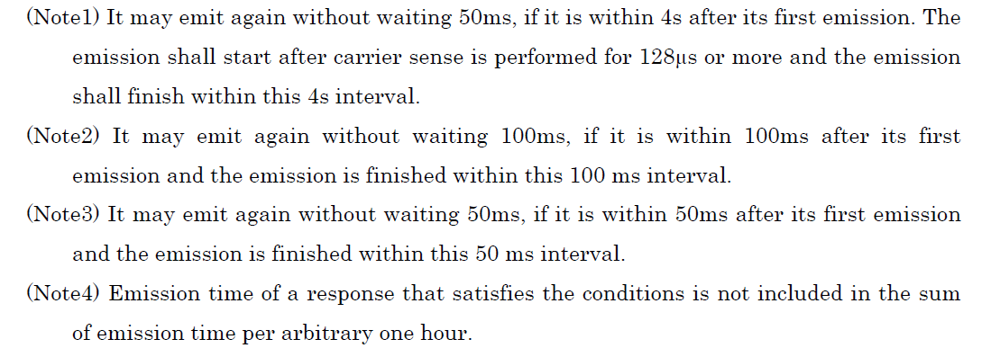 (Note1) It may emit again without waiting 50ms, if it is within 4s after its first emission. The
emission shall start after carrier sense is performed for 128μs or more and the emission
shall finish within this 4s interval.
(Note2) It may emit again without waiting 100ms, if it is within 100ms after its first
emission and the emission is finished within this 100 ms interval.
(Note3) It may emit again without waiting 50ms, if it is within 50ms after its first emission
and the emission is finished within this 50 ms interval.
(Note4) Emission time of a response that satisfies the conditions is not included in the sum
of emission time per arbitrary one hour.